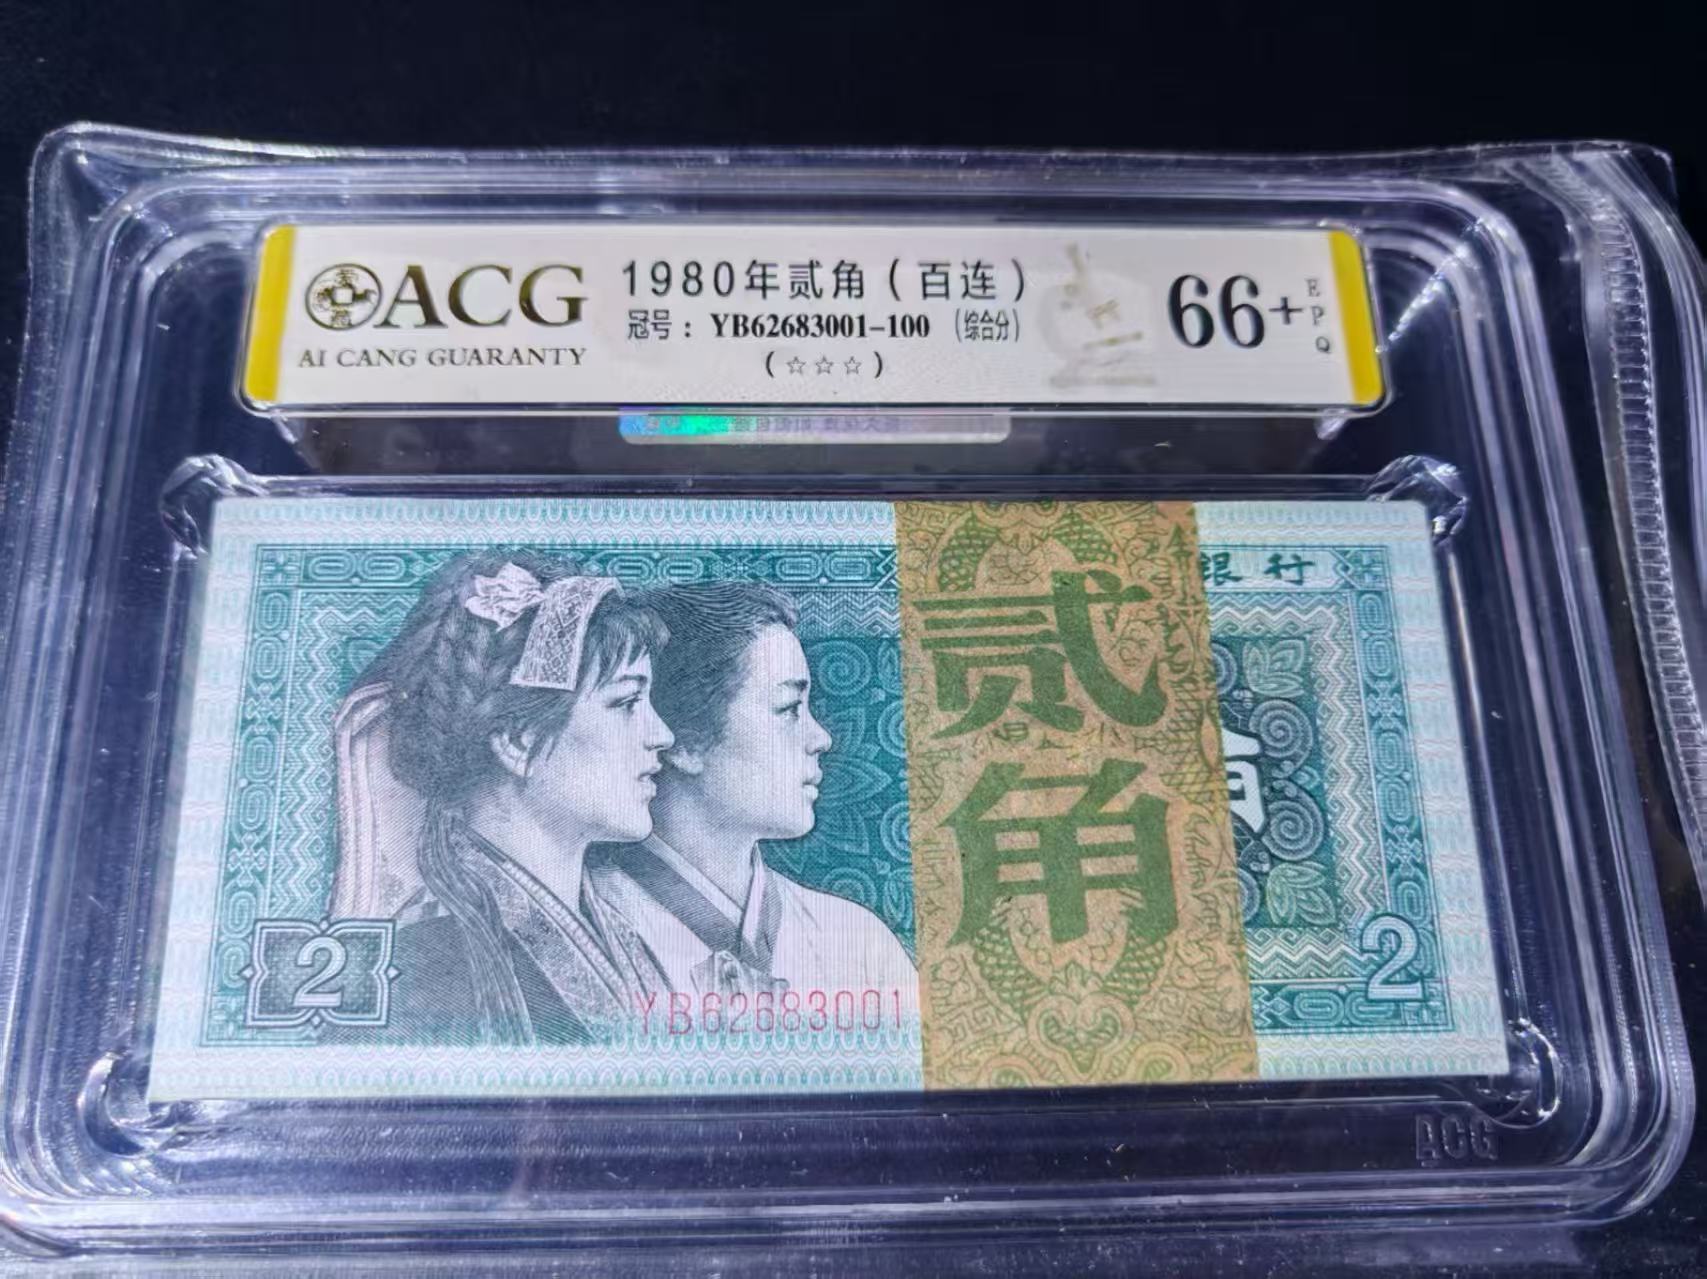 ACG
AI CANG GUARANTY
1980年贰角(百连)
冠号: YB62683001-100 (综合分)
(☆☆☆)
66+
EPQ
银行
贰角
2
YB62683001
2
ACG